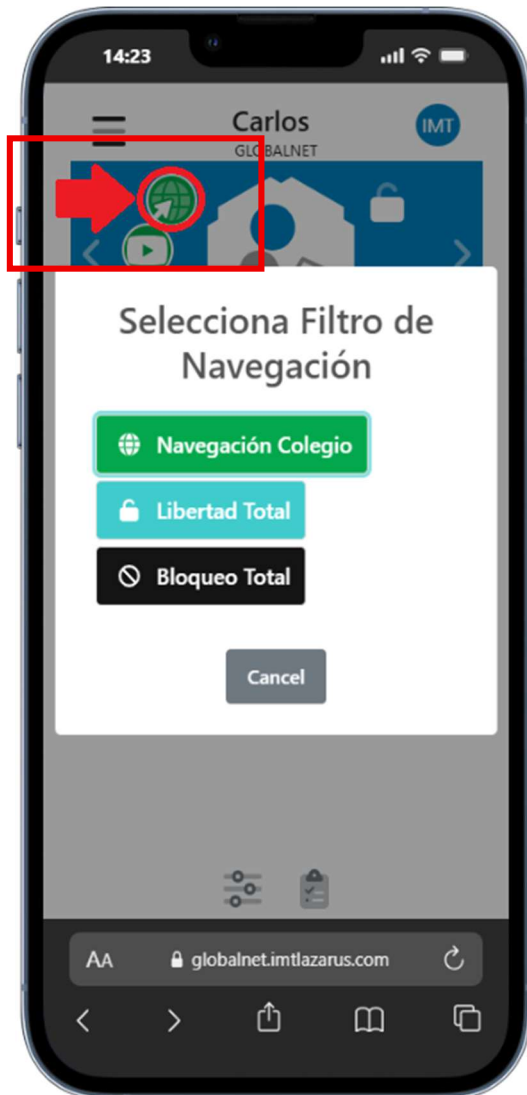 14:23
Carlos
IMT
GLOBALNET
Selecciona Filtro de
Navegación
Navegación Colegio
Libertad Total
Bloqueo Total
Cancel
AA
globalnet.imtlazarus.com